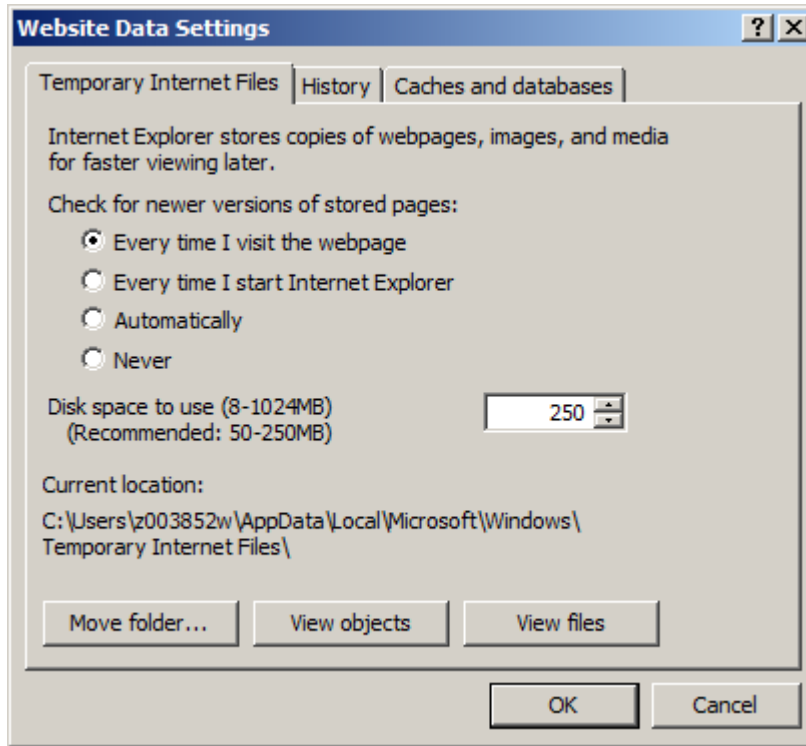 Website Data Settings
Temporary Internet Files History Caches and databases
Internet Explorer stores copies of webpages, images, and media
for faster viewing later.
Check for newer versions of stored pages:
Every time I visit the webpage
Every time I start Internet Explorer
Automatically
Never
Disk space to use (8-1024MB) 250
(Recommended: 50-250MB)
Current location:
C:\Users\z003852w\AppData\Local\Microsoft\Windows\
Temporary Internet Files\
Move folder... View objects View files
OK Cancel